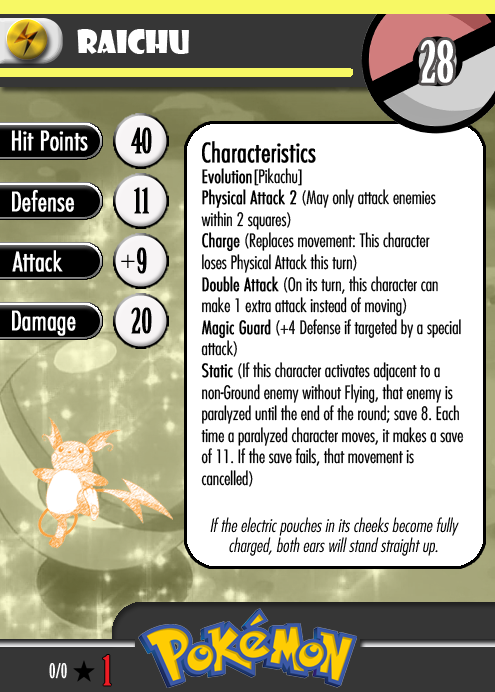 RAICHU
28
Hit Points 40
Defense 11
Attack +9
Damage 20
Characteristics
Evolution[Pikachu]
Physical Attack 2 (May only attack enemies
within 2 squares)
Charge (Replaces movement: This character
loses Physical Attack this turn)
Double Attack (On its turn, this character can
make 1 extra attack instead of moving)
Magic Guard (+4 Defense if targeted by a special
attack)
Static (If this character activates adjacent to a
non-Ground enemy without Flying, that enemy is
paralyzed until the end of the round; save 8. Each
time a paralyzed character moves, it makes a save
of 11. If the save fails, that movement is
cancelled)
If the electric pouches in its cheeks become fully
charged, both ears will stand straight up.
0/0 ★ 1
POKéMON